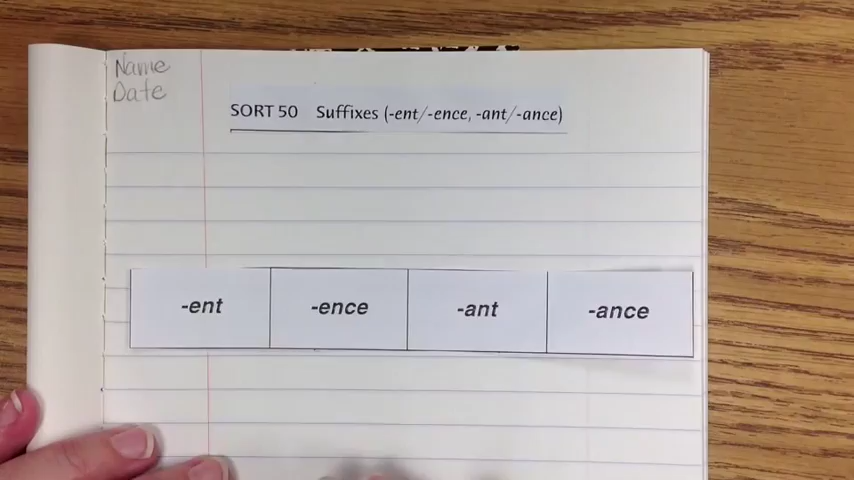 Name
Date
SORT 50 Suffixes (-ent/-ence, -ant/-ance)
-ent -ence -ant -ance